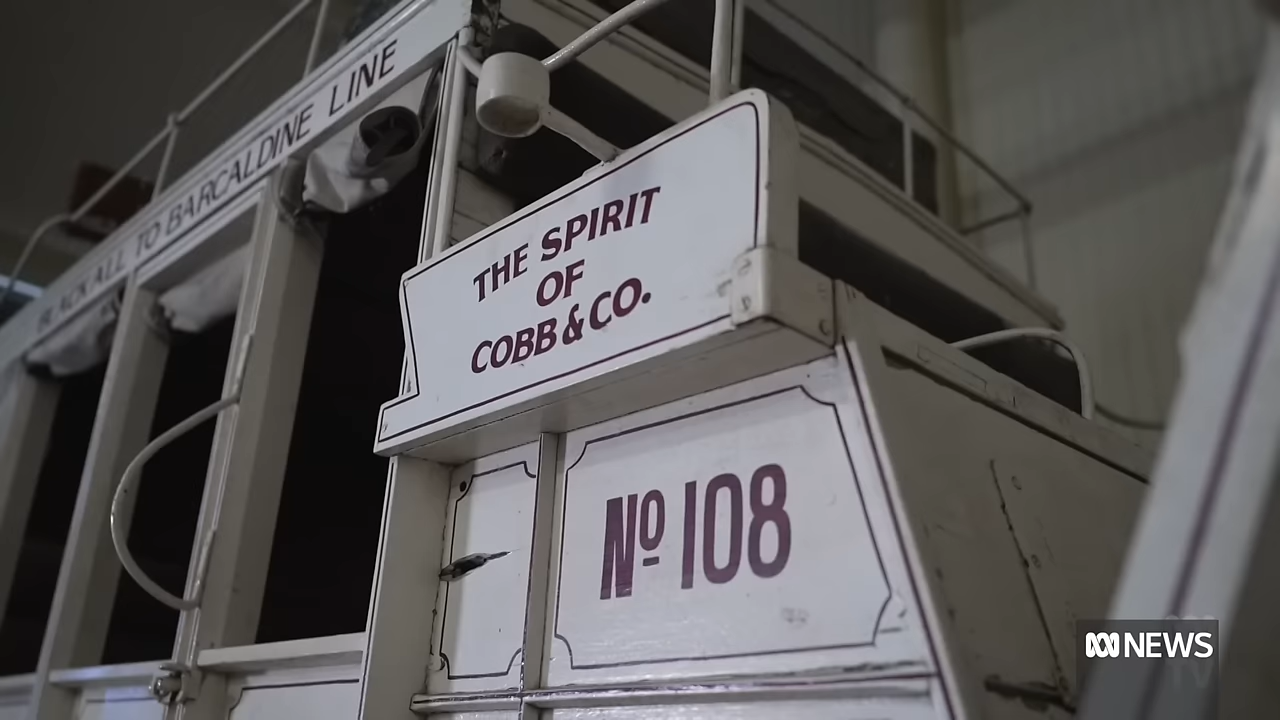 BLACKALL TO BARCALDINE LINE
THE SPIRIT
OF
COBB & CO.
Nº 108
NEWS